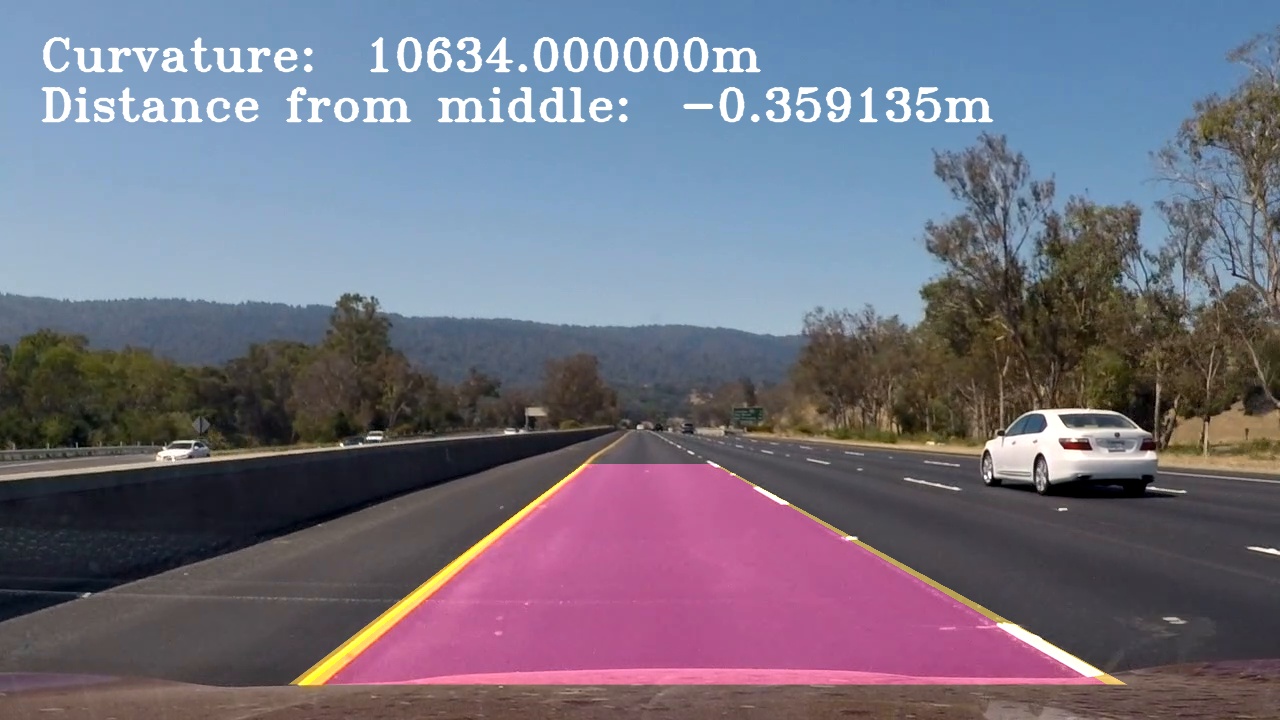 Curvature: 10634.000000m
Distance from middle: −0.359135m